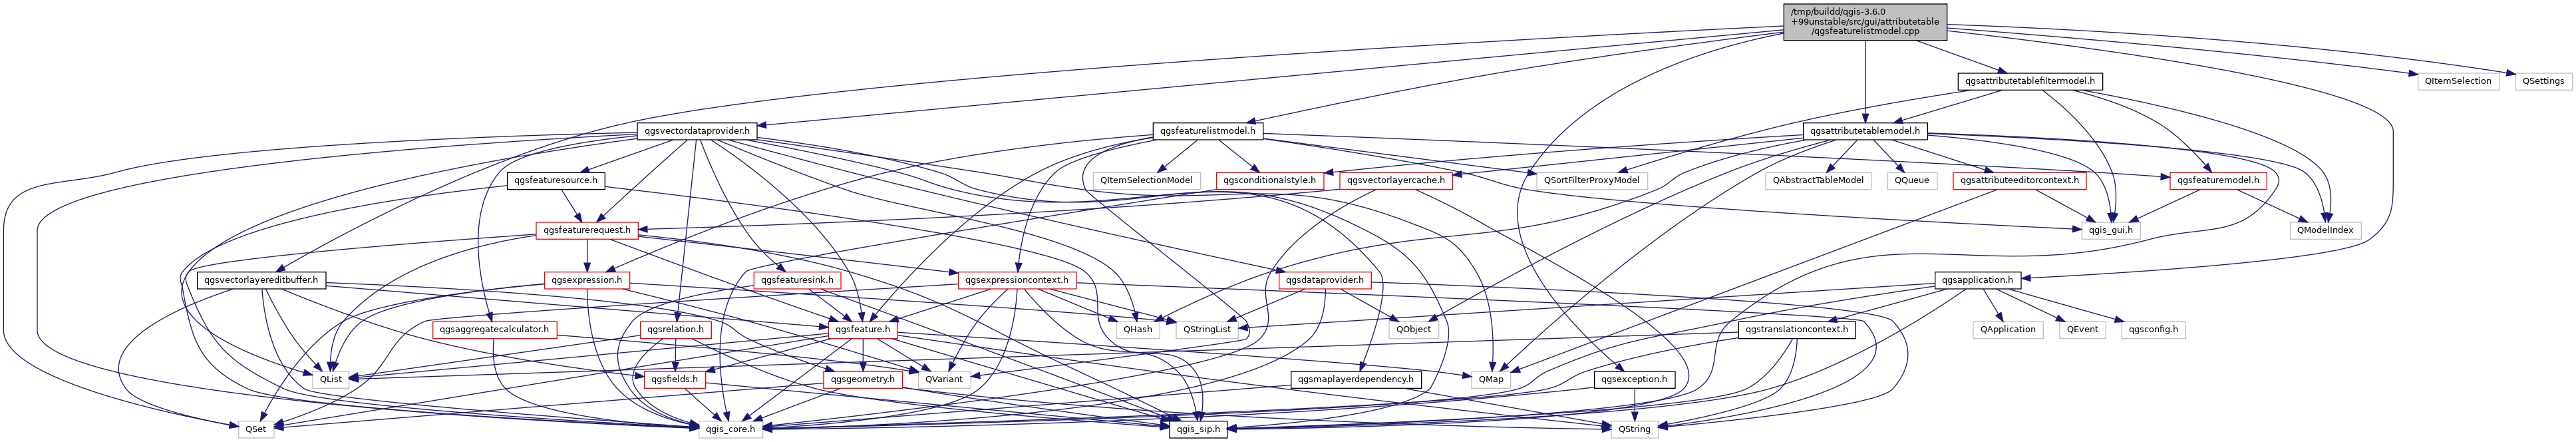 /tmp/buildd/qgis-3.6.0
+99unstable/src/gui/attributetable
/qgsfeaturelistmodel.cpp
qgsattributetablefiltermodel.h
QItemSelection
QSettings
qgsvectordataprovider.h
qgsfeaturelistmodel.h
qgsattributetablemodel.h
qgsfeaturesource.h
QItemSelectionModel
qgsconditionalstyle.h
qgsvectorlayercache.h
QSortFilterProxyModel
QAbstractTableModel
QQueue
qgsattributeeditorcontext.h
qgsfeaturemodel.h
qgsfeaturerequest.h
qgis_gui.h
QModelIndex
qgsvectorlayereditbuffer.h
qgsexpression.h
qgsfeaturesink.h
qgsexpressioncontext.h
qgsdataprovider.h
qgsapplication.h
qgsaggregatecalculator.h
qgsrelation.h
qgsfeature.h
QHash
QStringList
QObject
qgstranslationcontext.h
QApplication
QEvent
qgsconfig.h
QList
qgsfields.h
qgsgeometry.h
QVariant
qgsmaplayerdependency.h
QMap
qgsexception.h
QSet
qgis_core.h
qgis_sip.h
QString